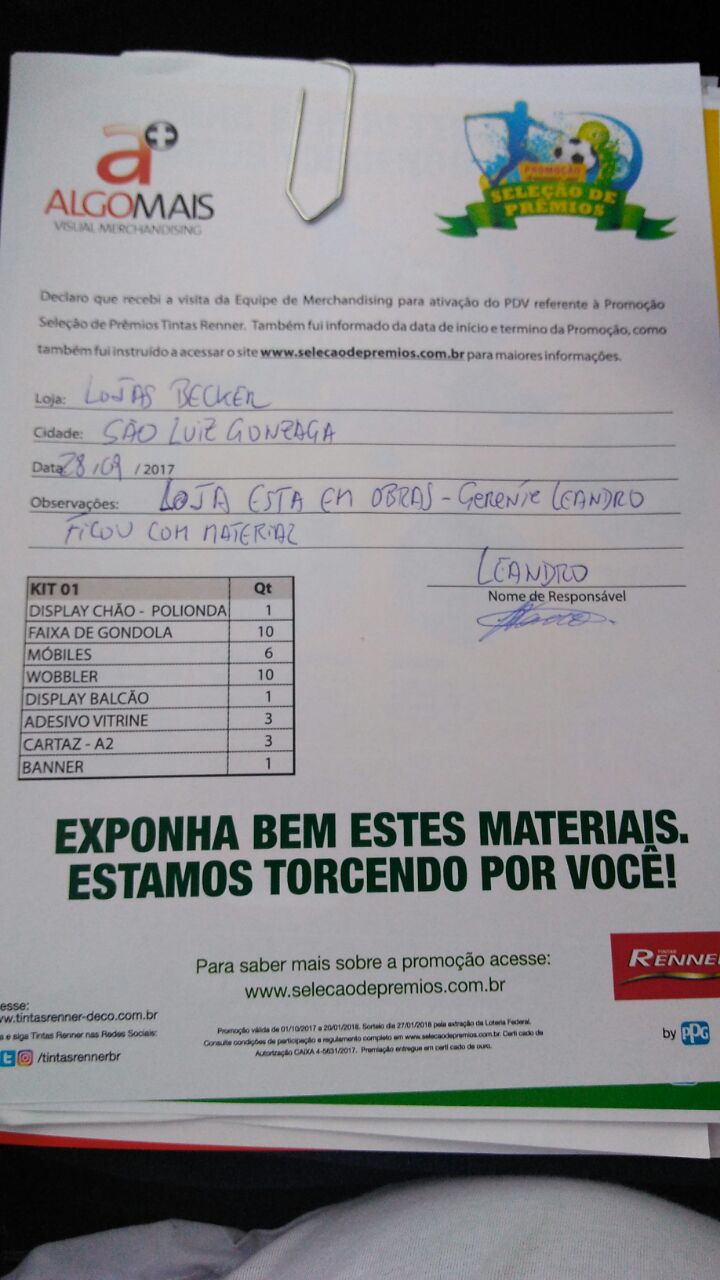 a+
ALGOMAIS
VISUAL MERCHANDISING
PROMOÇÃO
SELEÇÃO DE
PRÊMIOS
Declaro que recebi a visita da Equipe de Merchandising para ativação do PDV referente à Promoção
Seleção de Prêmios Tintas Renner. Também fui informado da data de início e termino da Promoção, como
também fui instruído a acessar o site www.selecaodepremios.com.br para maiores informações.
Loja: LOJAS BECKER
Cidade: SÃO LUIZ GONZAGA
Data 28/09 / 2017
Observações: LOJA ESTA EM OBRAS - GERENTE LEANDRO
FICOU COM MATERIAL
LEANDRO
Nome de Responsável
KIT 01 Qt
DISPLAY CHÃO - POLIONDA 1
FAIXA DE GONDOLA 10
MÓBILES 6
WOBBLER 10
DISPLAY BALCÃO 1
ADESIVO VITRINE 3
CARTAZ - A2 3
BANNER 1
EXPONHA BEM ESTES MATERIAIS.
ESTAMOS TORCENDO POR VOCÊ!
Para saber mais sobre a promoção acesse:
www.selecaodepremios.com.br
TINTAS
RENNER
by PPG
esse:
ww.tintasrenner-deco.com.br
a e siga Tintas Renner nas Redes Sociais:
/tintasrennerbr
Promoção válida de 01/10/2017 a 20/01/2018. Sorteio dia 27/01/2018 pela extração da Loteria Federal.
Consulte condições de participação e regulamento completo em www.selecaodepremios.com.br. Certi cado de
Autorização CAIXA 4-5631/2017. Premiação entregue em certi cado de ouro.